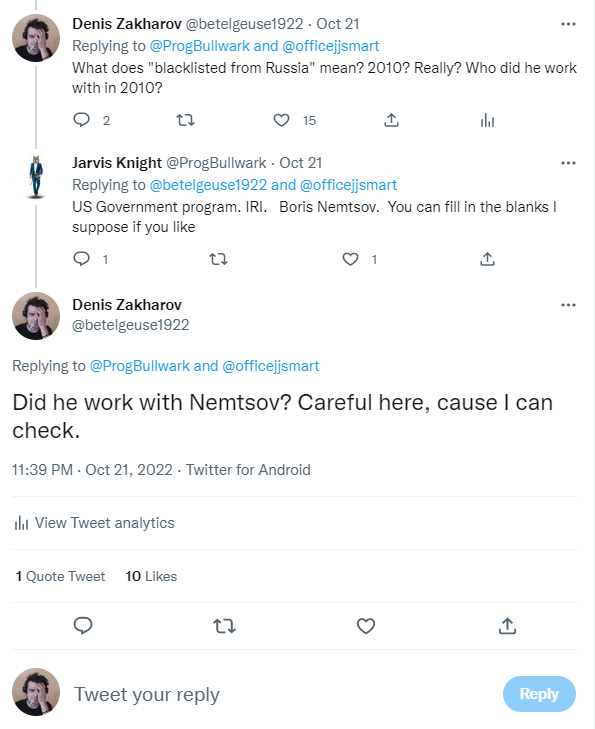 Denis Zakharov @betelgeuse1922 · Oct 21
Replying to @ProgBullwark and @officejjsmart
What does "blacklisted from Russia" mean? 2010? Really? Who did he work
with in 2010?
2 15
Jarvis Knight @ProgBullwark · Oct 21
Replying to @betelgeuse1922 and @officejjsmart
US Government program. IRI.   Boris Nemtsov.  You can fill in the blanks I
suppose if you like
1 1
Denis Zakharov
@betelgeuse1922
Replying to @ProgBullwark and @officejjsmart
Did he work with Nemtsov? Careful here, cause I can
check.
11:39 PM · Oct 21, 2022 · Twitter for Android
View Tweet analytics
1 Quote Tweet 10 Likes
Tweet your reply Reply